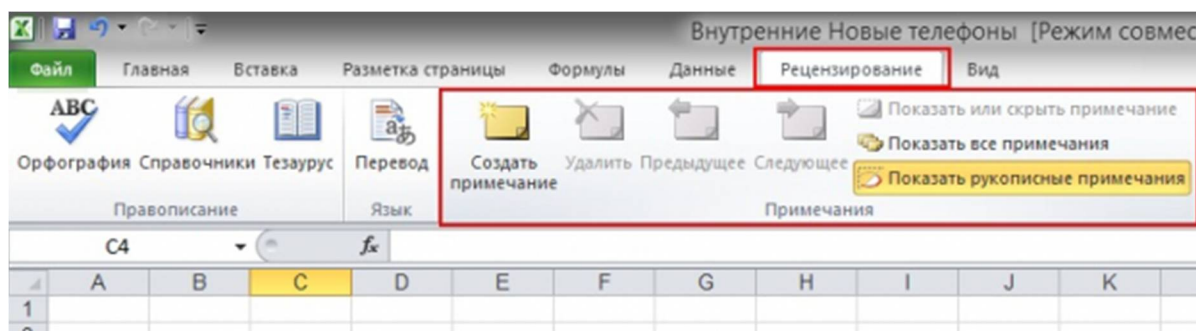 Внутренние Новые телефоны [Режим совмес
Файл Главная Вставка Разметка страницы Формулы Данные Рецензирование Вид
ABC
Орфография Справочники Тезаурус Перевод Создать примечание Удалить Предыдущее Следующее
Показать или скрыть примечание
Показать все примечания
Показать рукописные примечания
Правописание Язык Примечания
C4 fx
A B C D E F G H I J K
1